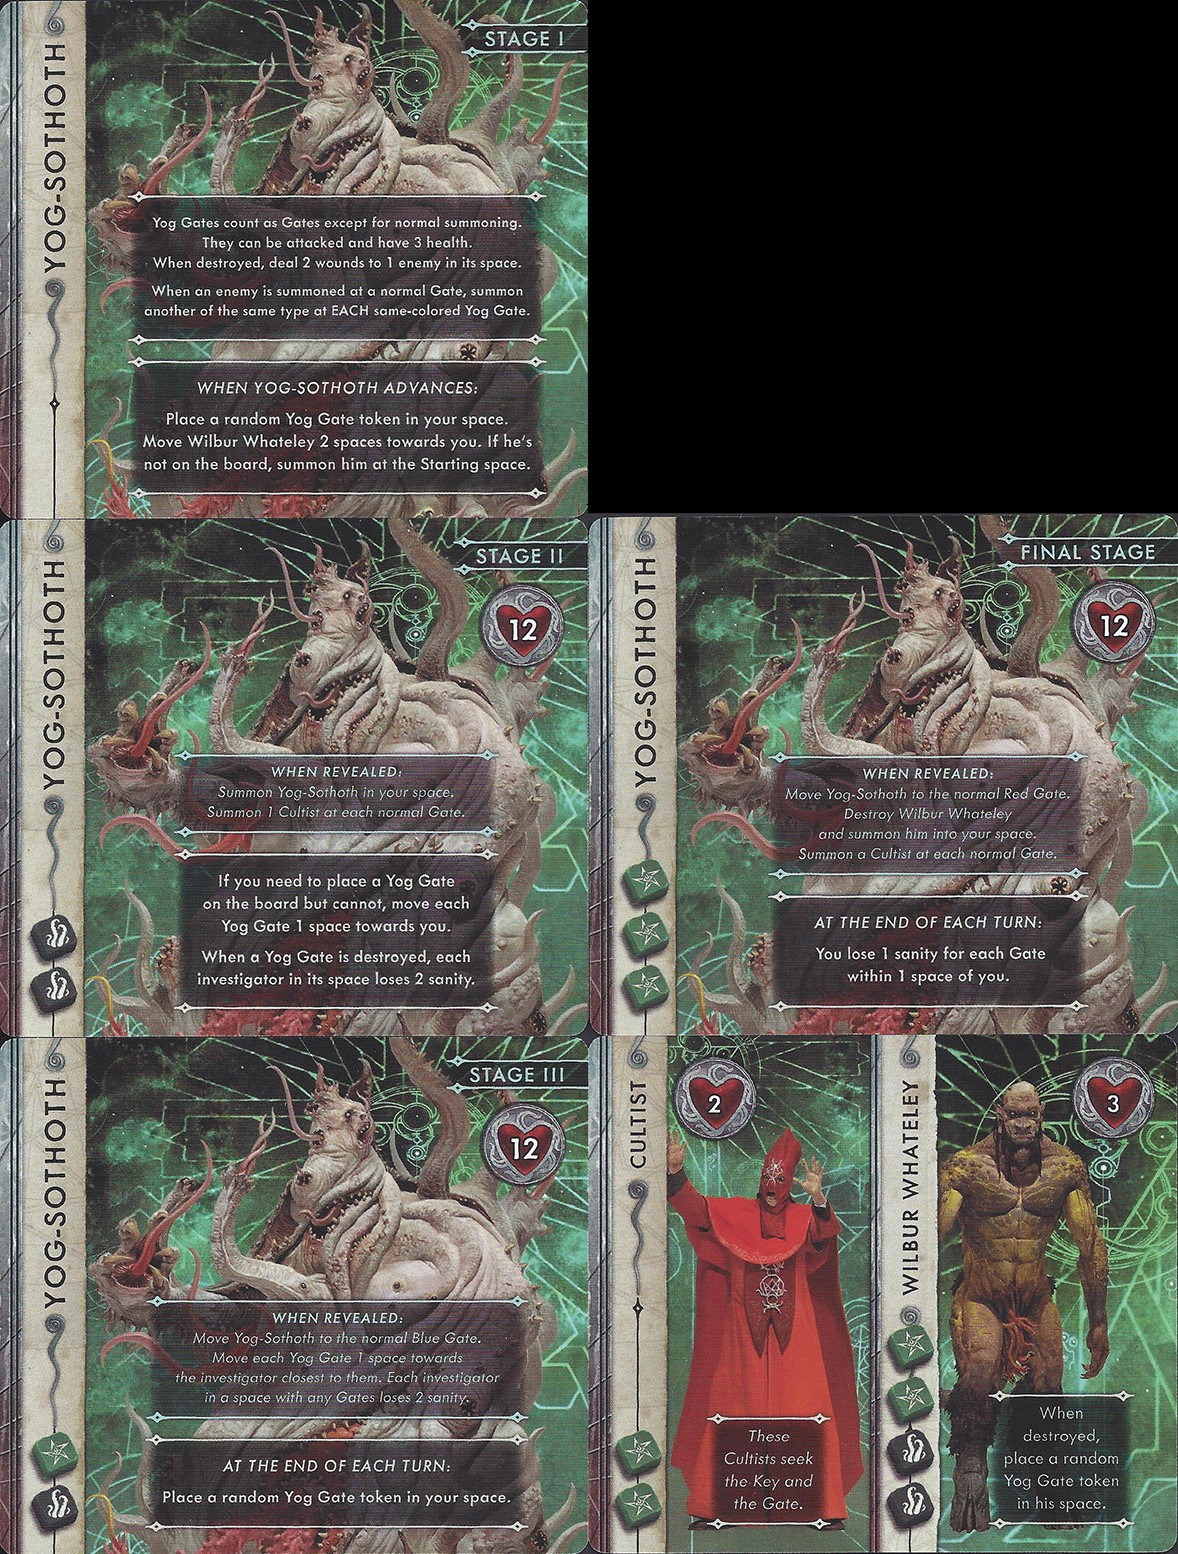 YOG-SOTHOTH
STAGE I
Yog Gates count as Gates except for normal summoning.
They can be attacked and have 3 health.
When destroyed, deal 2 wounds to 1 enemy in its space.
When an enemy is summoned at a normal Gate, summon
another of the same type at EACH same-colored Yog Gate.
WHEN YOG-SOTHOTH ADVANCES:
Place a random Yog Gate token in your space.
Move Wilbur Whateley 2 spaces towards you. If he's
not on the board, summon him at the Starting space.
YOG-SOTHOTH
STAGE II
12
WHEN REVEALED:
Summon Yog-Sothoth in your space.
Summon 1 Cultist at each normal Gate.
If you need to place a Yog Gate
on the board but cannot, move each
Yog Gate 1 space towards you.
When a Yog Gate is destroyed, each
investigator in its space loses 2 sanity.
YOG-SOTHOTH
FINAL STAGE
12
WHEN REVEALED:
Move Yog-Sothoth to the normal Red Gate.
Destroy Wilbur Whateley
and summon him into your space.
Summon a Cultist at each normal Gate.
AT THE END OF EACH TURN:
You lose 1 sanity for each Gate
within 1 space of you.
YOG-SOTHOTH
STAGE III
12
WHEN REVEALED:
Move Yog-Sothoth to the normal Blue Gate.
Move each Yog Gate 1 space towards
the investigator closest to them. Each investigator
in a space with any Gates loses 2 sanity.
AT THE END OF EACH TURN:
Place a random Yog Gate token in your space.
CULTIST
2
These
Cultists seek
the Key and
the Gate.
WILBUR WHATELEY
3
When
destroyed,
place a random
Yog Gate token
in his space.